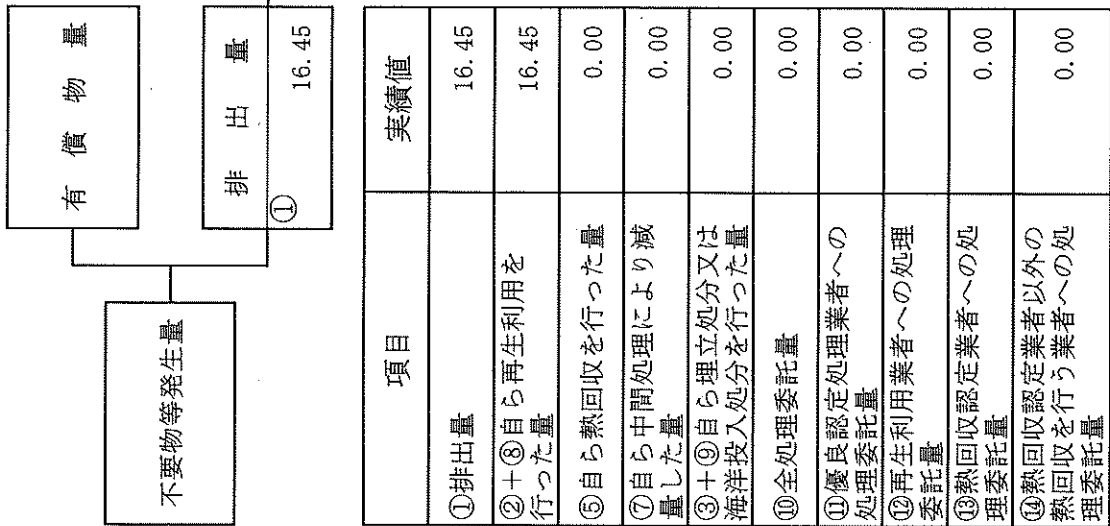 有償物量
不要物等発生量
排出量
①
16.45
項目 実績値
①排出量 16.45
②+⑧自ら再生利用を
行った量 16.45
⑤自ら熱回収を行った量 0.00
⑦自ら中間処理により減
量した量 0.00
③+⑨自ら埋立処分又は
海洋投入処分を行った量 0.00
⑩全処理委託量 0.00
⑪優良認定処理業者への
処理委託量 0.00
⑫再生利用業者への処理
委託量 0.00
⑬熱回収認定業者への処
理委託量 0.00
⑭熱回収認定業者以外の
熱回収を行う業者への処
理委託量 0.00